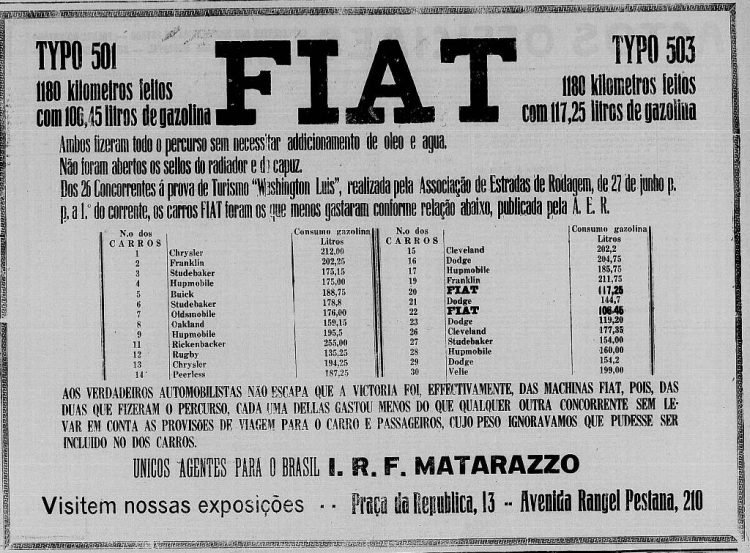 TYPO 501
FIAT
TYPO 503
1180 kilometros feitos
com 106,45 litros de gazolina
1180 kilometros feitos
com 117,25 litros de gazolina
Ambos fizeram todo o percurso sem necessitar addicionamento de oleo e agua.
Não foram abertos os sellos do radiador e do capuz.
Dos 26 Concorrentes á prova de Turismo "Washington Luis", realizada pela Associação de Estradas de Rodagem, de 27 de junho p.
p. a 1.º do corrente, os carros FIAT foram os que menos gastaram conforme relação abaixo, publicada pela A. E. R.
N.o dos CARROS Consumo gazolina Litros
1 Chrysler 212,00
2 Franklin 202,25
3 Studebaker 175,15
4 Hupmobile 175,00
5 Buick 188,75
6 Studebaker 178,8
7 Oldsmobile 176,00
8 Oakland 159,15
9 Hupmobile 195,5
11 Rickenbacker 255,00
12 Rugby 135,25
13 Chrysler 194,25
14 Peerless 187,25
N.o dos CARROS Consumo gazolina Litros
15 Cleveland 202,2
16 Dodge 204,75
17 Hupmobile 185,75
19 Franklin 211,75
20 FIAT 117,25
21 Dodge 144,7
22 FIAT 106,45
23 Dodge 119,20
26 Cleveland 177,35
27 Studebaker 154,00
28 Hupmobile 160,00
29 Dodge 154,2
30 Velie 199,00
AOS VERDADEIROS AUTOMOBILISTAS NÃO ESCAPA QUE A VICTORIA FOI, EFFECTIVAMENTE, DAS MACHINAS FIAT, POIS, DAS
DUAS QUE FIZERAM O PERCURSO, CADA UMA DELLAS GASTOU MENOS DO QUE QUALQUER OUTRA CONCORRENTE SEM LE-
VAR EM CONTA AS PROVISÕES DE VIAGEM PARA O CARRO E PASSAGEIROS, CUJO PESO IGNORAVAMOS QUE PUDESSE SER
INCLUIDO NO DOS CARROS.
UNICOS AGENTES PARA O BRASIL I. R. F. MATARAZZO
Visitem nossas exposições - - Praça da Republica, 13 -- Avenida Rangel Pestana, 210